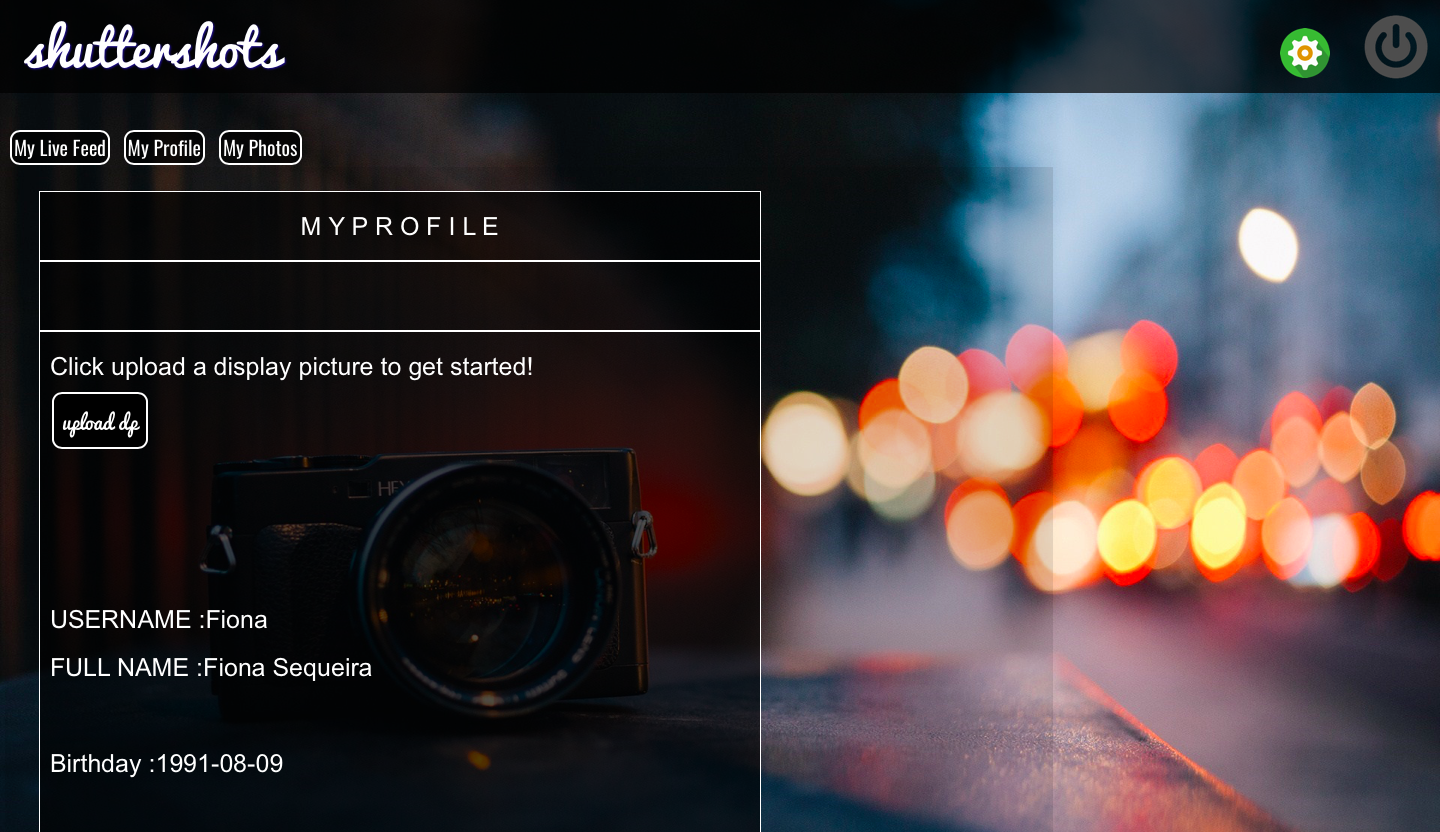 shuttershots
My Live Feed My Profile My Photos
M Y P R O F I L E
Click upload a display picture to get started!
upload dp
USERNAME :Fiona
FULL NAME :Fiona Sequeira
Birthday :1991-08-09